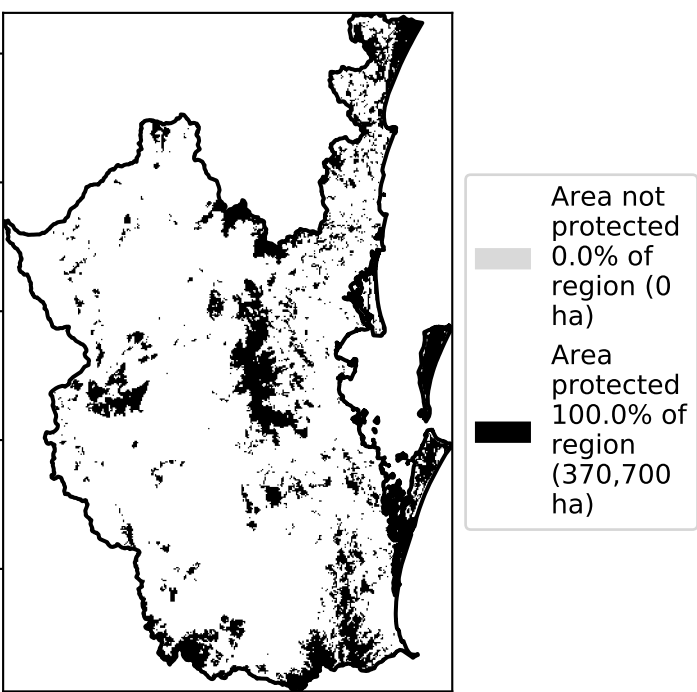 Area not
protected
0.0% of
region (0
ha)
Area
protected
100.0% of
region
(370,700
ha)